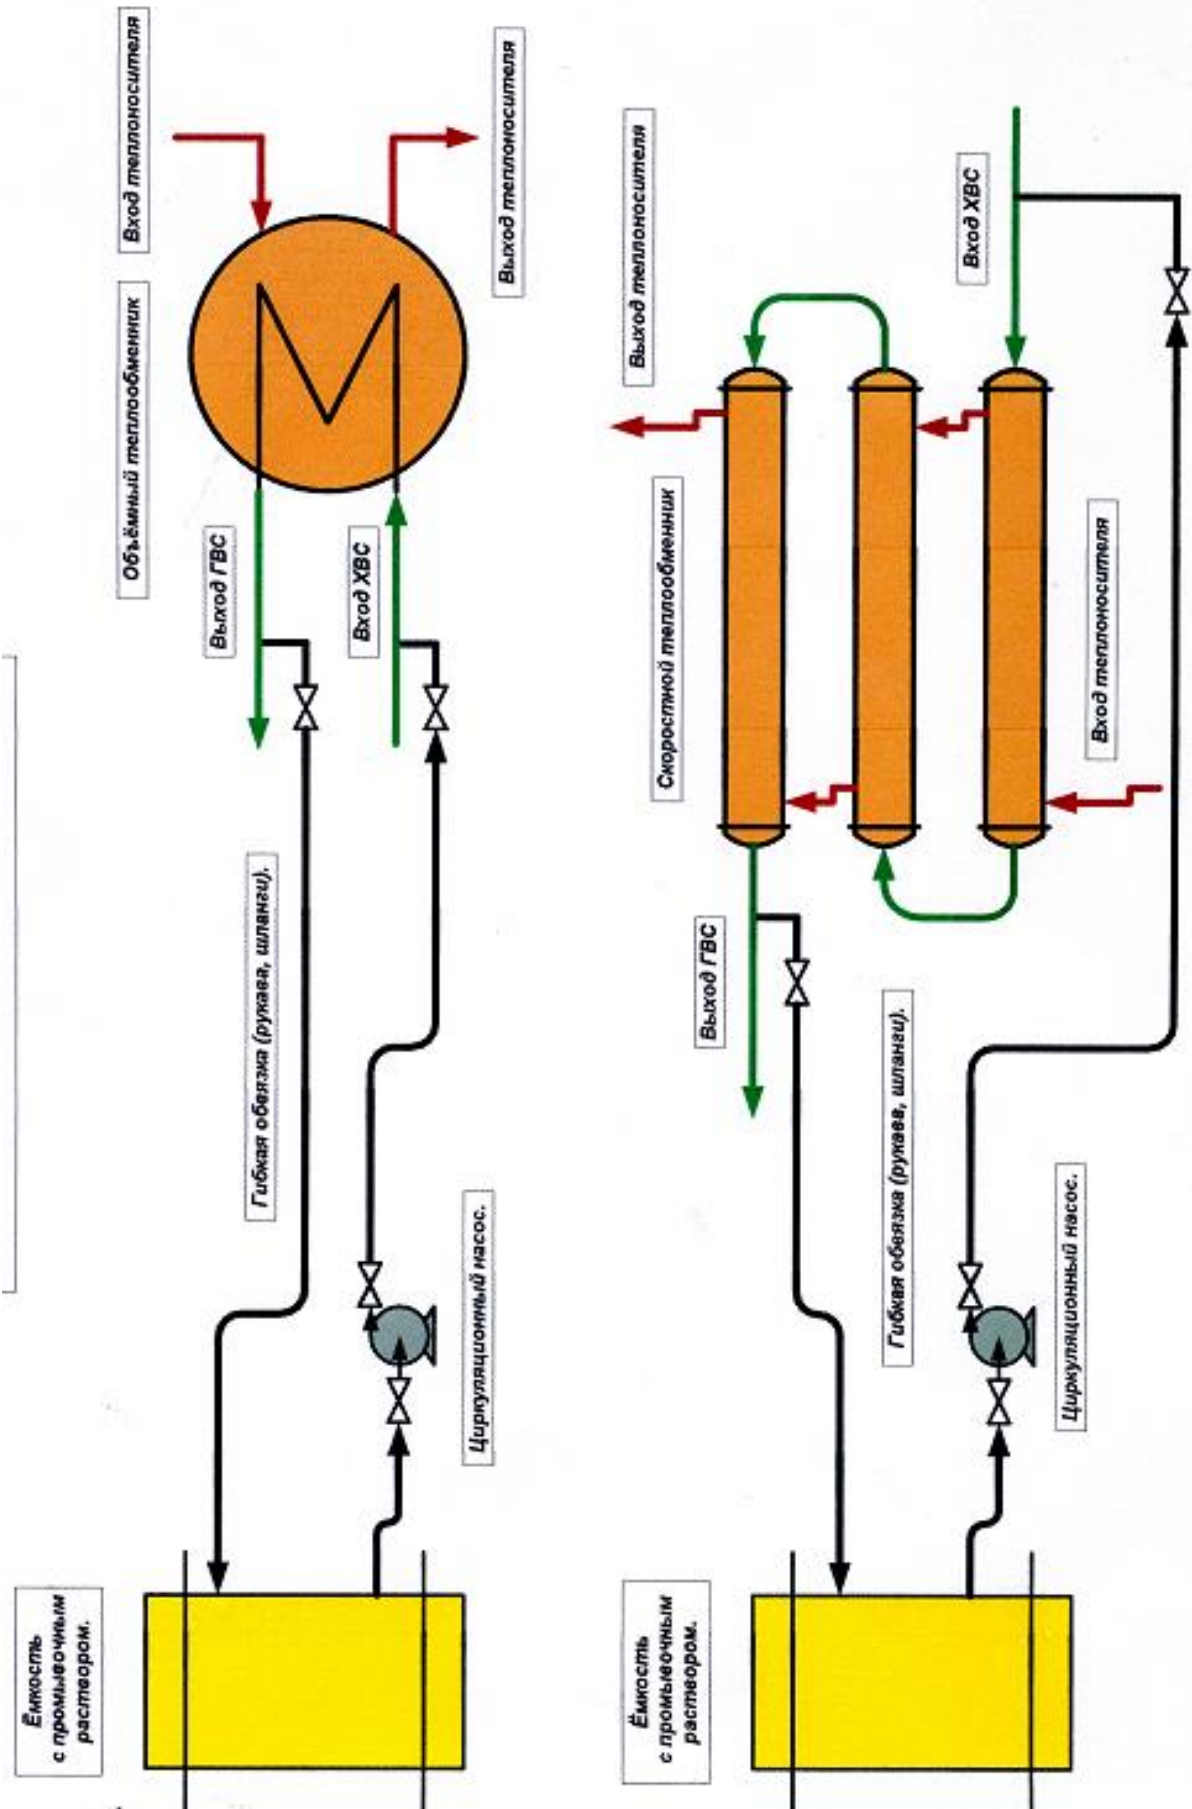 Вход теплоносителя
Выход теплоносителя
Объёмный теплообменник
Выход ГВС
Вход ХВС
Гибкая обвязка (рукава, шланги).
Циркуляционный насос.
Ёмкость
с промывочным
раствором.
Выход теплоносителя
Вход ХВС
Скоростной теплообменник
Вход теплоносителя
Выход ГВС
Гибкая обвязка (рукава, шланги).
Циркуляционный насос.
Ёмкость
с промывочным
раствором.